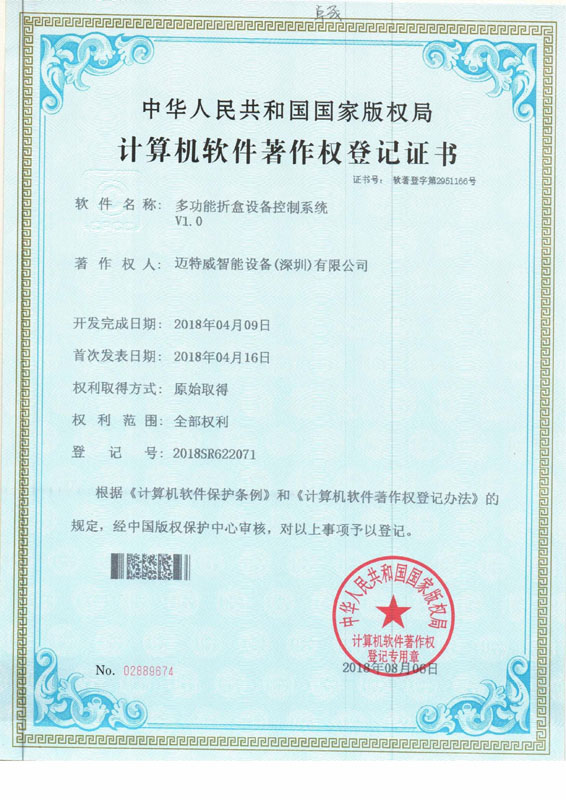 中华人民共和国国家版权局
计算机软件著作权登记证书
证书号： 软著登字第2951166号
软件名称： 多功能折盒设备控制系统
V1.0
著作权人： 迈特威智能设备(深圳)有限公司
开发完成日期： 2018年04月09日
首次发表日期： 2018年04月16日
权利取得方式： 原始取得
权利范围： 全部权利
登记号： 2018SR622071
根据《计算机软件保护条例》和《计算机软件著作权登记办法》的
规定，经中国版权保护中心审核，对以上事项予以登记。
中华人民共和国国家版权局
计算机软件著作权
登记专用章
No. 02889674
2018年08月06日